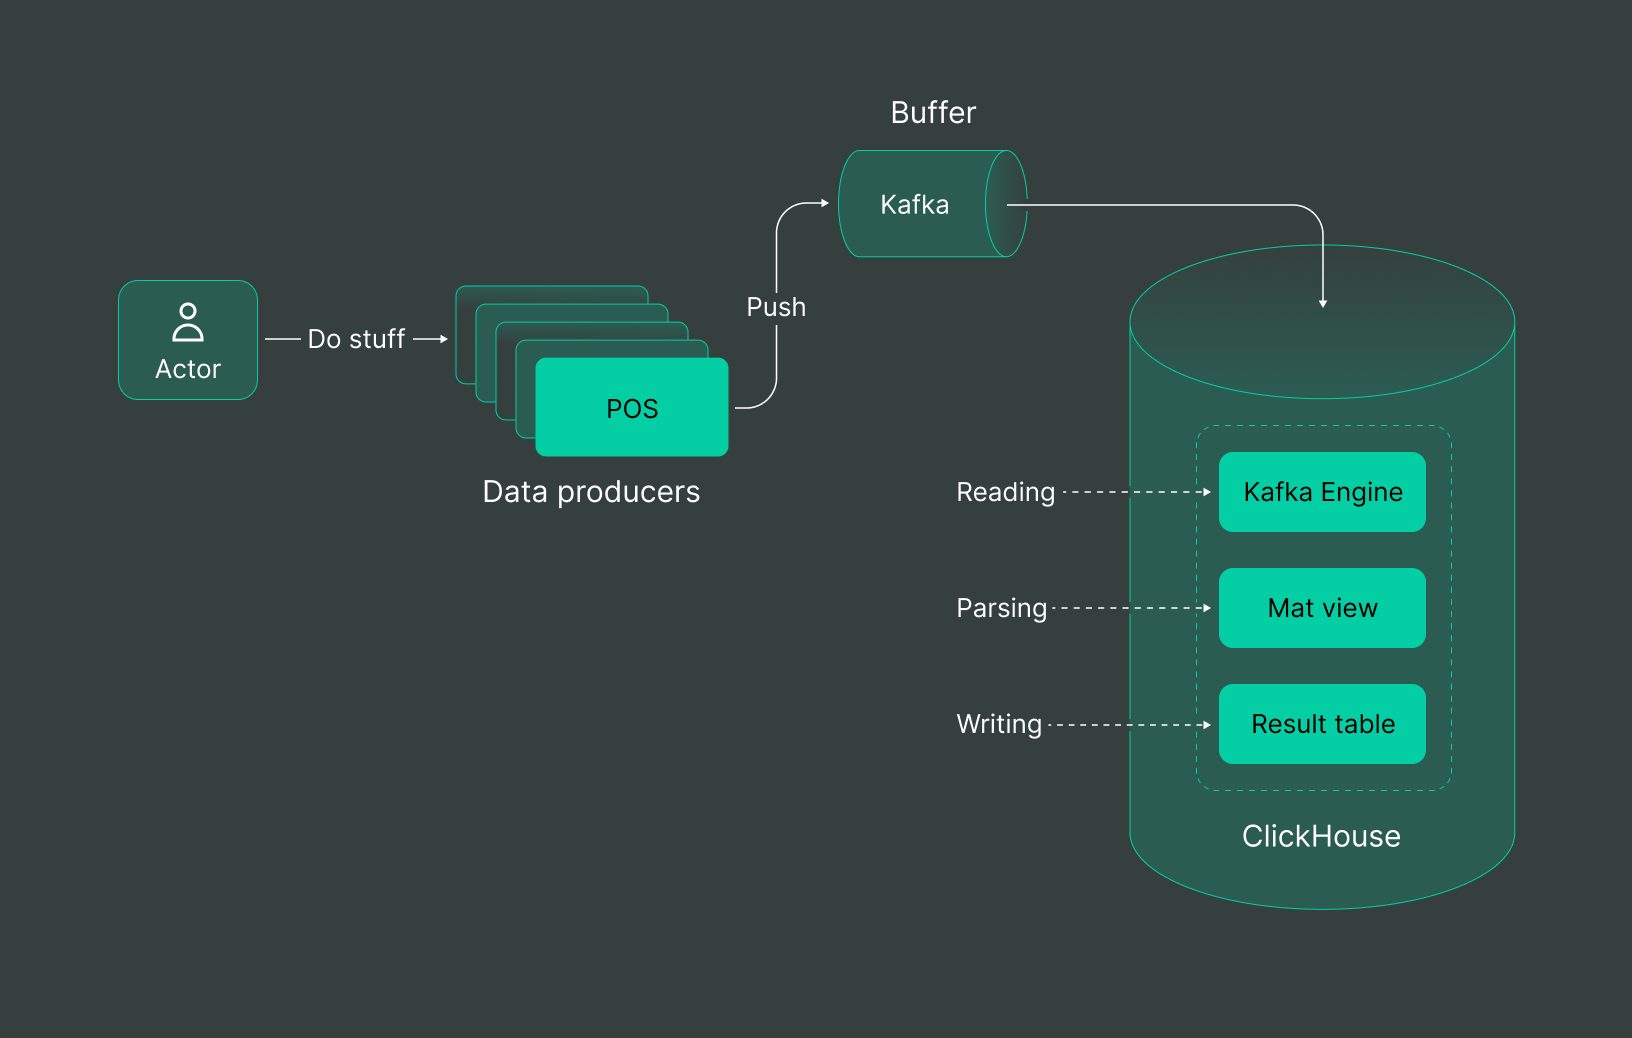 Buffer
Kafka
Actor
Do stuff
Push
POS
Data producers
Reading
Kafka Engine
Parsing
Mat view
Writing
Result table
ClickHouse